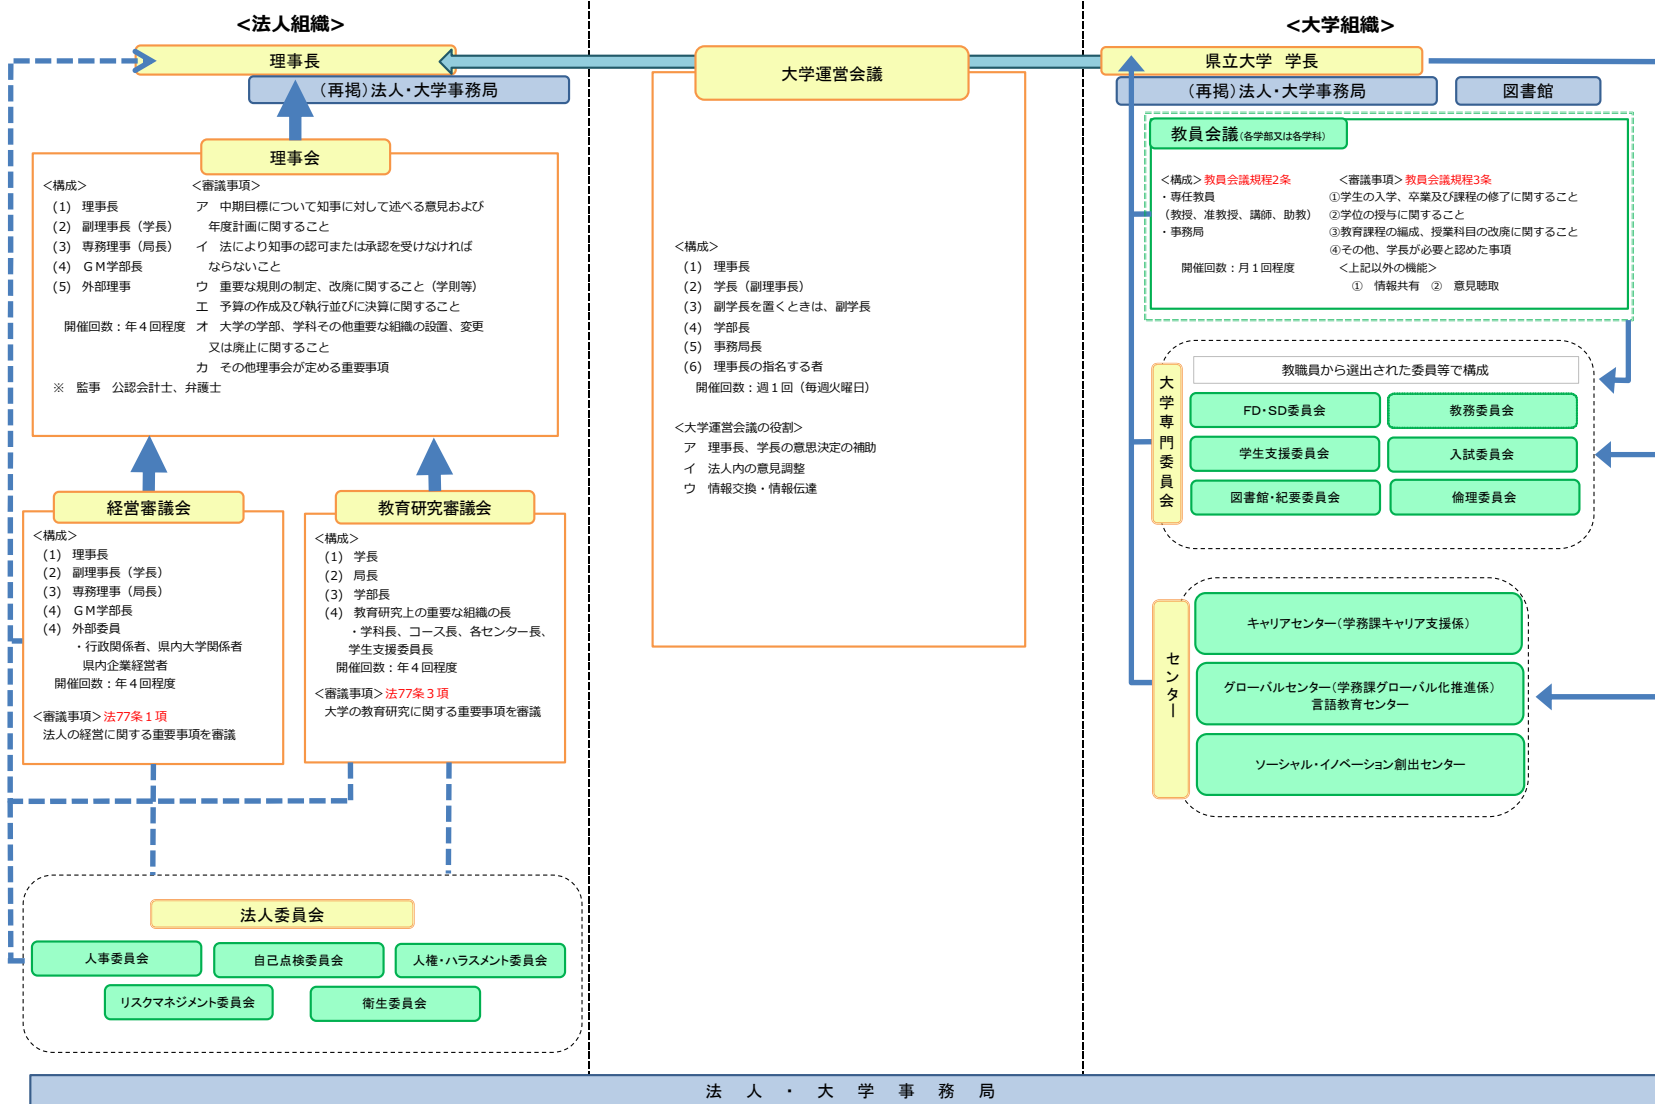 <法人組織>
理事長
(再掲)法人・大学事務局
理事会
<構成>
(1) 理事長
(2) 副理事長（学長）
(3) 専務理事（局長）
(4) ＧＭ学部長
(5) 外部理事
開催回数：年４回程度
※ 監事 公認会計士、弁護士
<審議事項>
ア 中期目標について知事に対して述べる意見および
年度計画に関すること
イ 法により知事の認可または承認を受けなければ
ならないこと
ウ 重要な規則の制定、改廃に関すること（学則等）
エ 予算の作成及び執行並びに決算に関すること
オ 大学の学部、学科その他重要な組織の設置、変更
又は廃止に関すること
カ その他理事会が定める重要事項
経営審議会
<構成>
(1) 理事長
(2) 副理事長（学長）
(3) 専務理事（局長）
(4) ＧＭ学部長
(4) 外部委員
・行政関係者、県内大学関係者
県内企業経営者
開催回数：年４回程度
<審議事項>法77条１項
法人の経営に関する重要事項を審議
教育研究審議会
<構成>
(1) 学長
(2) 局長
(3) 学部長
(4) 教育研究上の重要な組織の長
・学科長、コース長、各センター長、
学生支援委員長
開催回数：年４回程度
<審議事項>法77条３項
大学の教育研究に関する重要事項を審議
法人委員会
人事委員会
自己点検委員会
人権・ハラスメント委員会
リスクマネジメント委員会
衛生委員会
大学運営会議
<構成>
(1) 理事長
(2) 学長（副理事長）
(3) 副学長を置くときは、副学長
(4) 学部長
(5) 事務局長
(6) 理事長の指名する者
開催回数：週１回（毎週火曜日）
<大学運営会議の役割>
ア 理事長、学長の意思決定の補助
イ 法人内の意見調整
ウ 情報交換・情報伝達
<大学組織>
県立大学 学長
(再掲)法人・大学事務局
図書館
教員会議(各学部又は各学科)
<構成>教員会議規程2条
・専任教員
（教授、准教授、講師、助教）
・事務局
開催回数：月１回程度
<審議事項>教員会議規程3条
①学生の入学、卒業及び課程の修了に関すること
②学位の授与に関すること
③教育課程の編成、授業科目の改廃に関すること
④その他、学長が必要と認めた事項
<上記以外の機能>
① 情報共有 ② 意見聴取
大学専門委員会
教職員から選出された委員等で構成
FD・SD委員会
教務委員会
学生支援委員会
入試委員会
図書館・紀要委員会
倫理委員会
センター
キャリアセンター(学務課キャリア支援係)
グローバルセンター(学務課グローバル化推進係)
言語教育センター
ソーシャル・イノベーション創出センター
法人・大学事務局